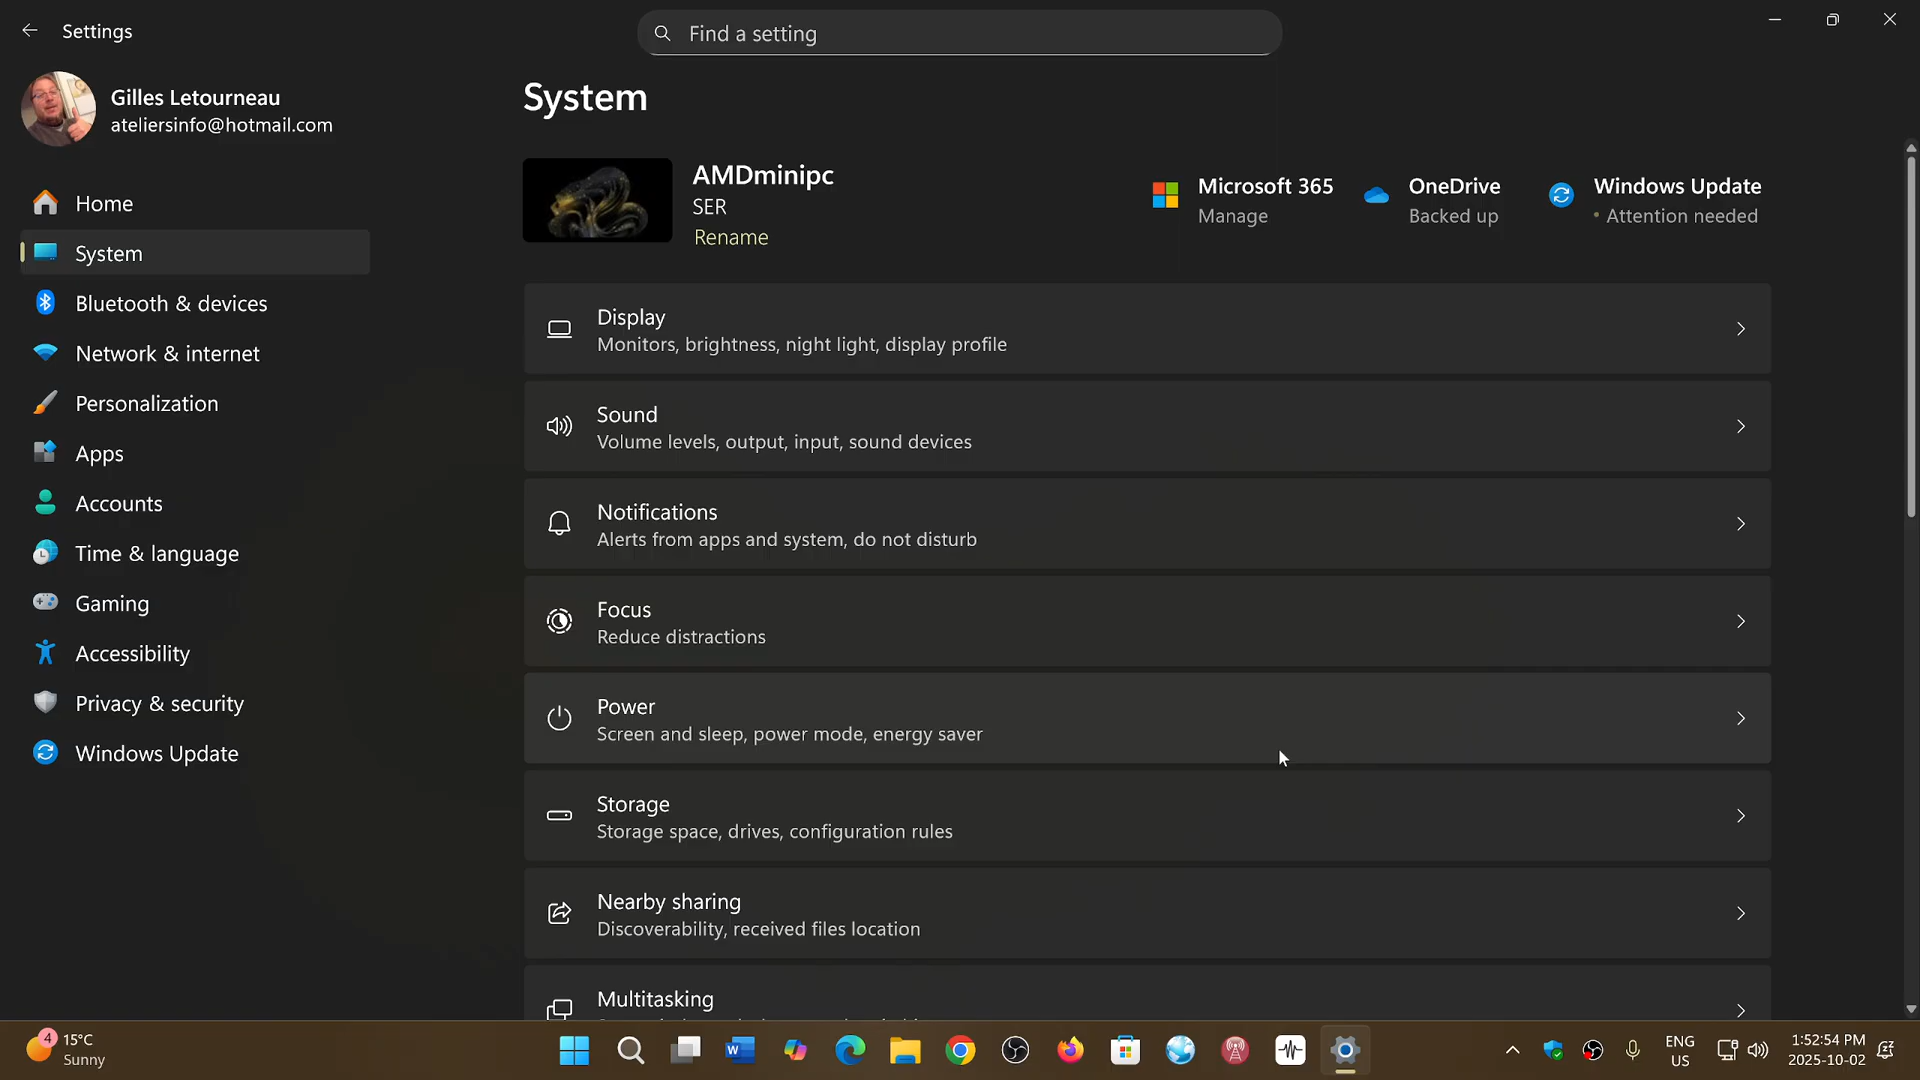 Settings
Find a setting
Gilles Letourneau
ateliersinfo@hotmail.com
Home
System
Bluetooth & devices
Network & internet
Personalization
Apps
Accounts
Time & language
Gaming
Accessibility
Privacy & security
Windows Update
System
AMDminipc
SER
Rename
Microsoft 365
Manage
OneDrive
Backed up
Windows Update
• Attention needed
Display
Monitors, brightness, night light, display profile
Sound
Volume levels, output, input, sound devices
Notifications
Alerts from apps and system, do not disturb
Focus
Reduce distractions
Power
Screen and sleep, power mode, energy saver
Storage
Storage space, drives, configuration rules
Nearby sharing
Discoverability, received files location
Multitasking
4
15°C
Sunny
ENG
US
1:52:54 PM
2025-10-02